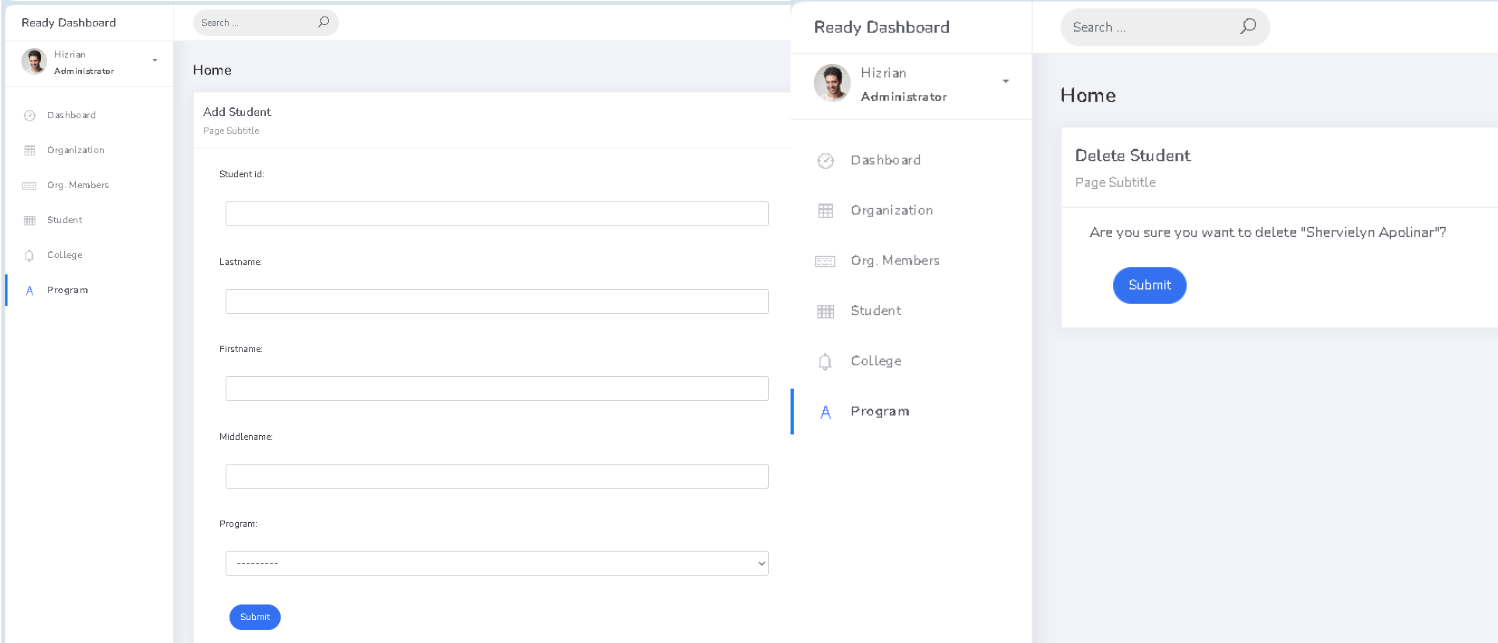 Ready Dashboard
Search ...
Hizrian
Administrator
Dashboard
Organization
Org. Members
Student
College
A Program
Home
Add Student
Page Subtitle
Student id:
Lastname:
Firstname:
Middlename:
Program:
---------
Submit
Ready Dashboard
Search ...
Hizrian
Administrator
Dashboard
Organization
Org. Members
Student
College
A Program
Home
Delete Student
Page Subtitle
Are you sure you want to delete "Shervielyn Apolinar"?
Submit